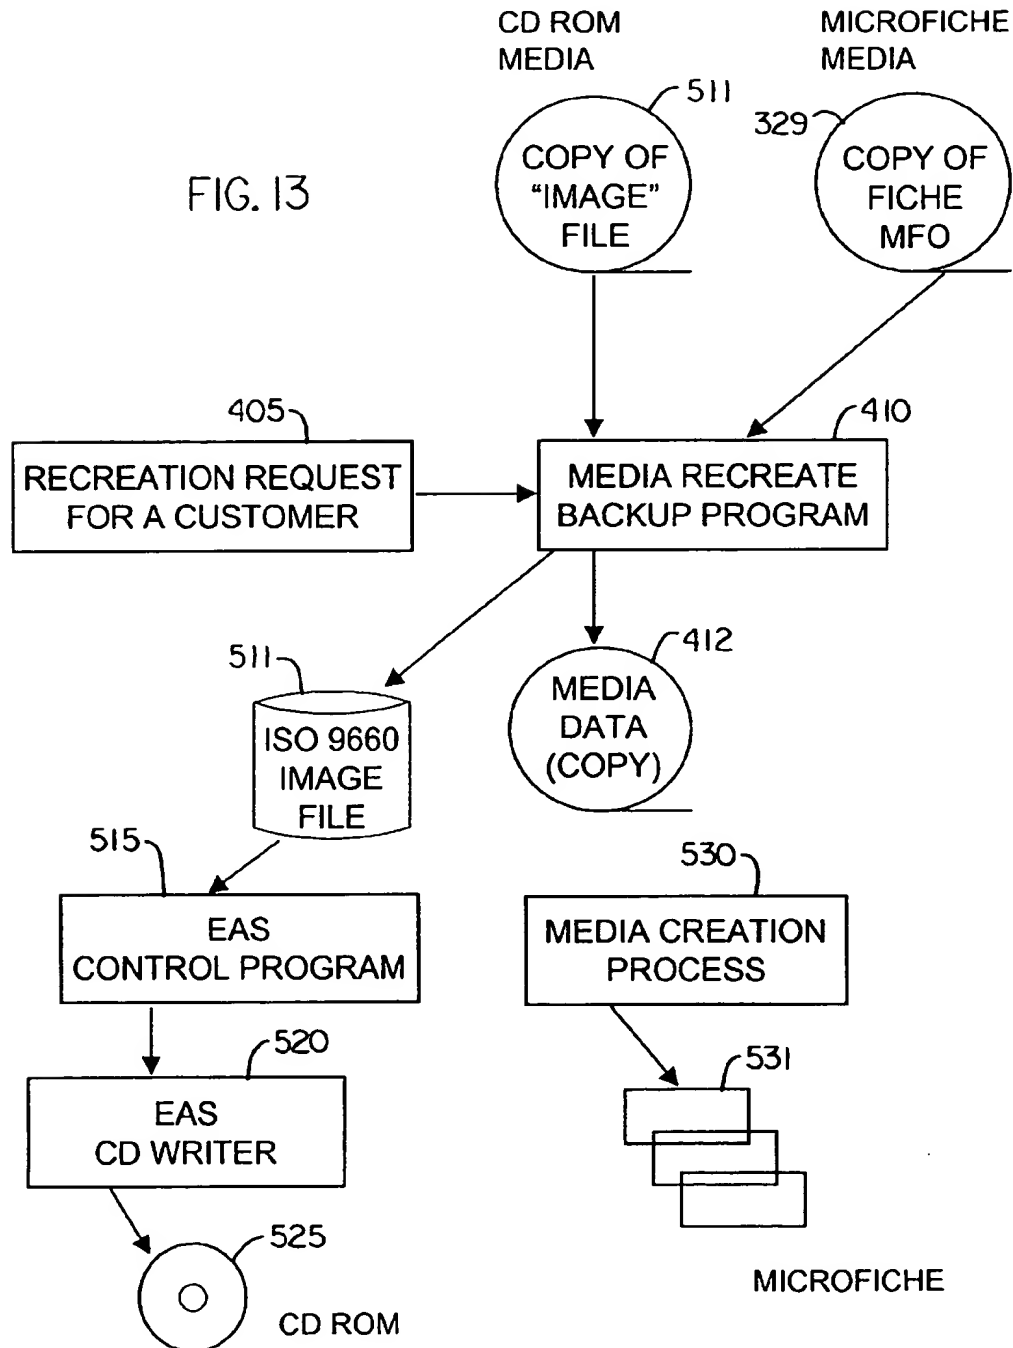 CD ROM
MEDIA
MICROFICHE
MEDIA
511
329
COPY OF
"IMAGE"
FILE
COPY OF
FICHE
MFO
FIG. 13
405
410
RECREATION REQUEST
FOR A CUSTOMER
MEDIA RECREATE
BACKUP PROGRAM
511
412
ISO 9660
IMAGE
FILE
MEDIA
DATA
(COPY)
515
530
EAS
CONTROL PROGRAM
MEDIA CREATION
PROCESS
520
531
EAS
CD WRITER
525
CD ROM
MICROFICHE